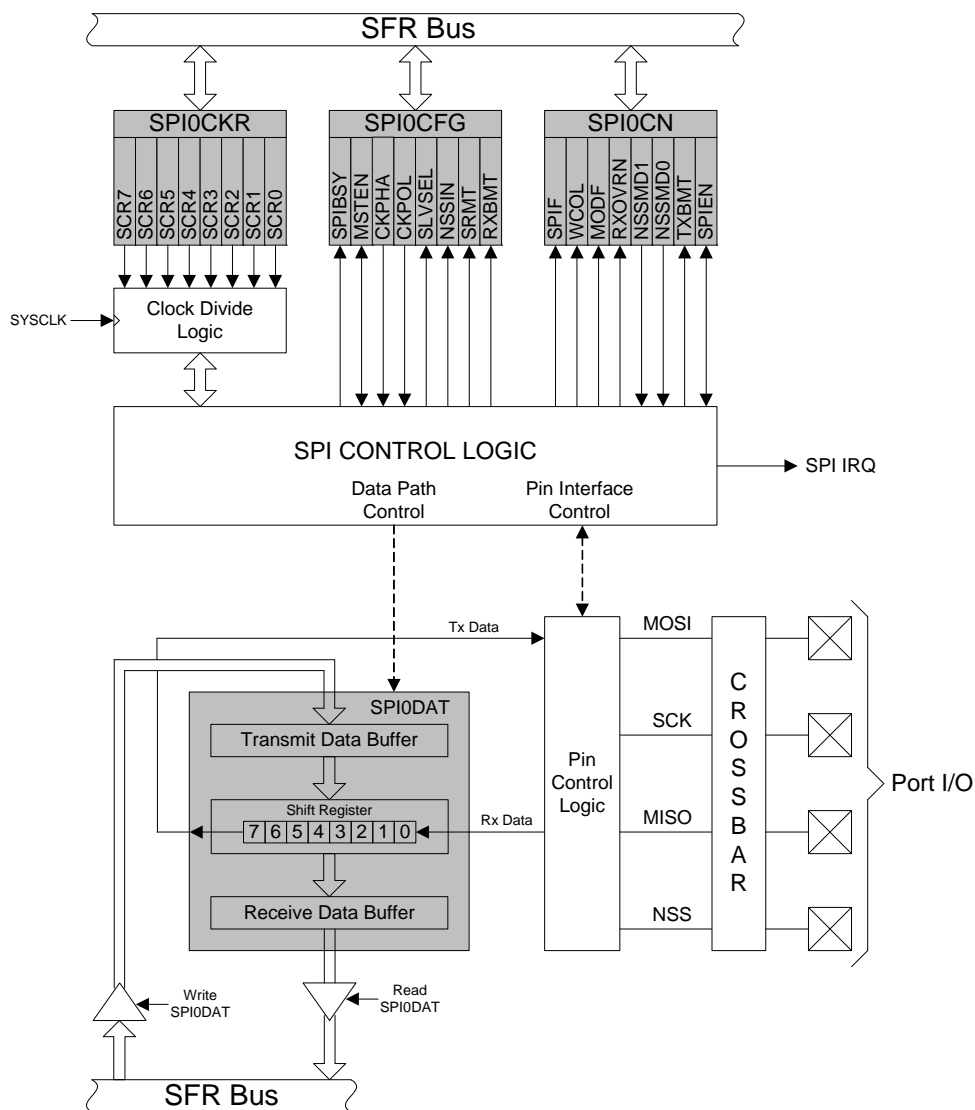 SFR Bus
SPI0CKR
SCR7
SCR6
SCR5
SCR4
SCR3
SCR2
SCR1
SCR0
SPI0CFG
SPIBSY
MSTEN
CKPHA
CKPOL
SLVSEL
NSSIN
SRMT
RXBMT
SPI0CN
SPIF
WCOL
MODF
RXOVRN
NSSMD1
NSSMD0
TXBMT
SPIEN
SYSCLK
Clock Divide
Logic
SPI CONTROL LOGIC
Data Path
Control
Pin Interface
Control
SPI IRQ
Tx Data
MOSI
SPI0DAT
Transmit Data Buffer
SCK
Shift Register
7 6 5 4 3 2 1 0
Rx Data
Pin
Control
Logic
MISO
Receive Data Buffer
NSS
CROSSBAR
Port I/O
Write
SPI0DAT
Read
SPI0DAT
SFR Bus